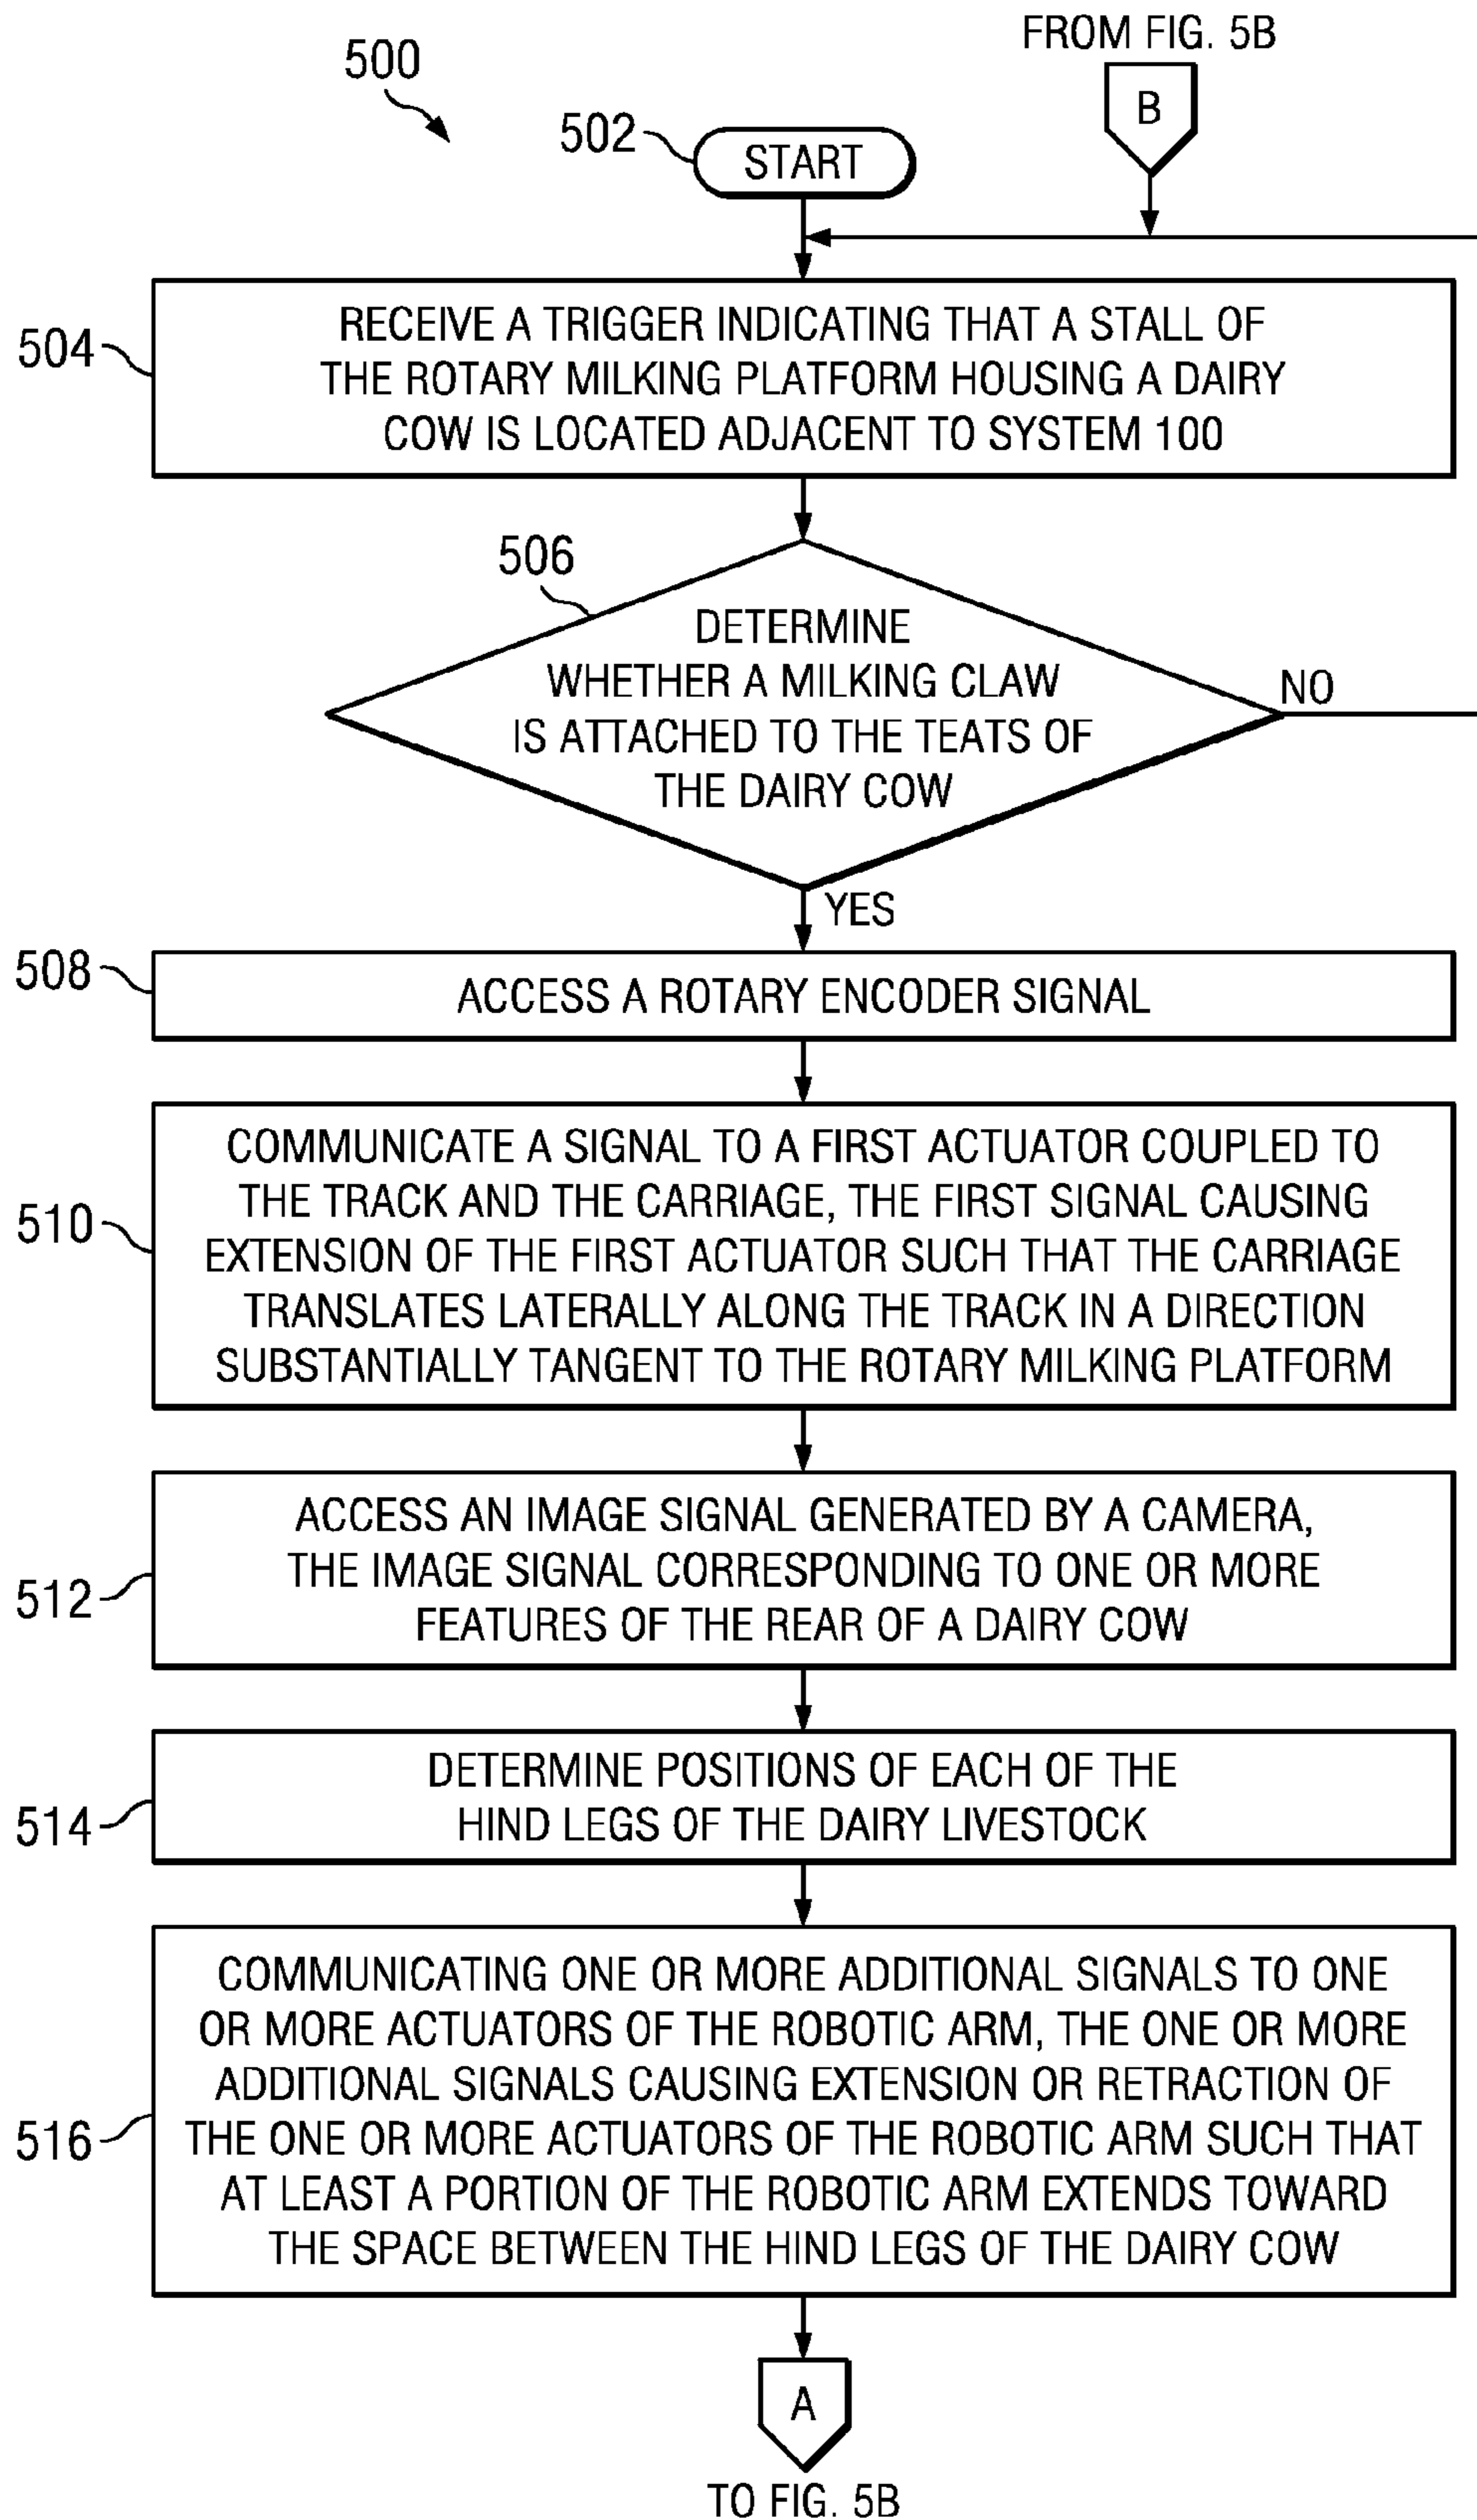 FROM FIG. 5B
500
B
502
START
504
RECEIVE A TRIGGER INDICATING THAT A STALL OF
THE ROTARY MILKING PLATFORM HOUSING A DAIRY
COW IS LOCATED ADJACENT TO SYSTEM 100
506
DETERMINE
WHETHER A MILKING CLAW
IS ATTACHED TO THE TEATS OF
THE DAIRY COW
NO
YES
508
ACCESS A ROTARY ENCODER SIGNAL
510
COMMUNICATE A SIGNAL TO A FIRST ACTUATOR COUPLED TO
THE TRACK AND THE CARRIAGE, THE FIRST SIGNAL CAUSING
EXTENSION OF THE FIRST ACTUATOR SUCH THAT THE CARRIAGE
TRANSLATES LATERALLY ALONG THE TRACK IN A DIRECTION
SUBSTANTIALLY TANGENT TO THE ROTARY MILKING PLATFORM
512
ACCESS AN IMAGE SIGNAL GENERATED BY A CAMERA,
THE IMAGE SIGNAL CORRESPONDING TO ONE OR MORE
FEATURES OF THE REAR OF A DAIRY COW
514
DETERMINE POSITIONS OF EACH OF THE
HIND LEGS OF THE DAIRY LIVESTOCK
516
COMMUNICATING ONE OR MORE ADDITIONAL SIGNALS TO ONE
OR MORE ACTUATORS OF THE ROBOTIC ARM, THE ONE OR MORE
ADDITIONAL SIGNALS CAUSING EXTENSION OR RETRACTION OF
THE ONE OR MORE ACTUATORS OF THE ROBOTIC ARM SUCH THAT
AT LEAST A PORTION OF THE ROBOTIC ARM EXTENDS TOWARD
THE SPACE BETWEEN THE HIND LEGS OF THE DAIRY COW
A
TO FIG. 5B